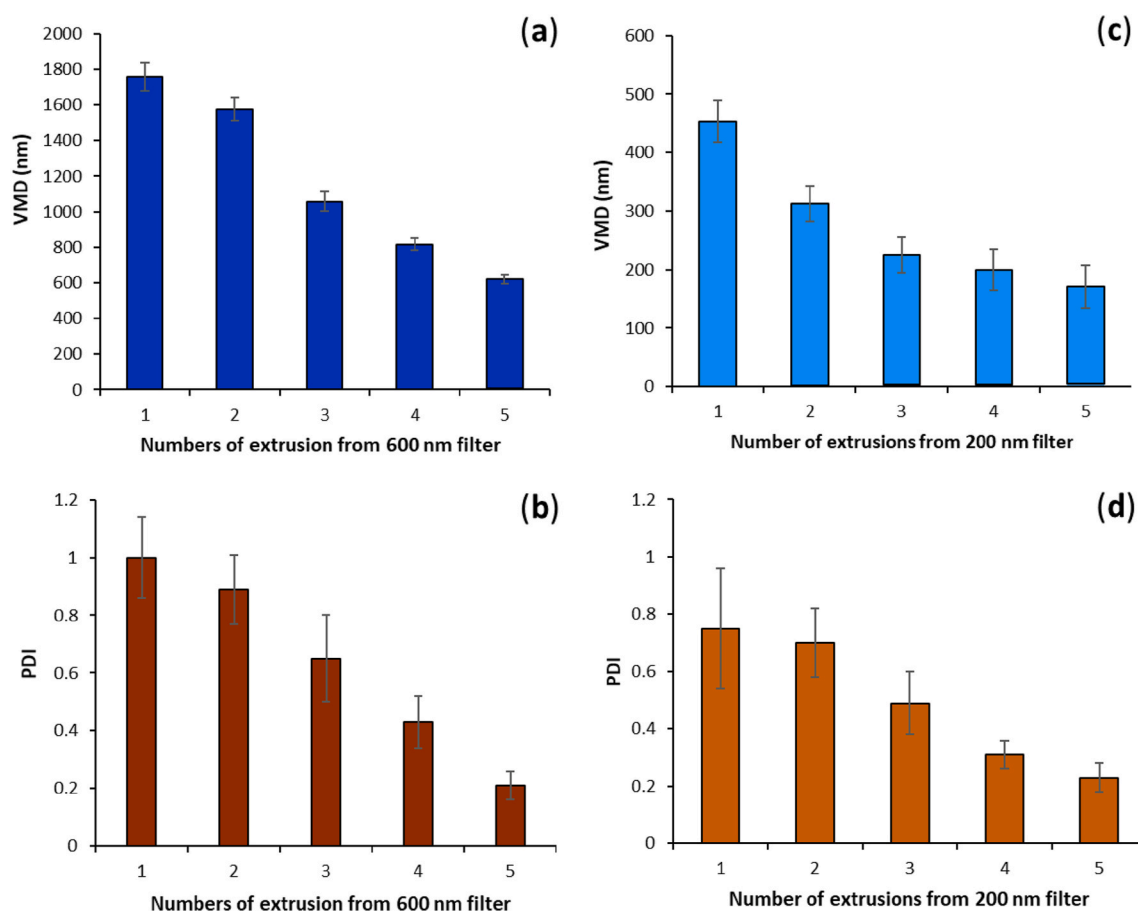 (a)
VMD (nm)
2000
1800
1600
1400
1200
1000
800
600
400
200
0
1 2 3 4 5
Numbers of extrusion from 600 nm filter
(c)
VMD (nm)
600
500
400
300
200
100
0
1 2 3 4 5
Number of extrusions from 200 nm filter
(b)
PDI
1.2
1
0.8
0.6
0.4
0.2
0
1 2 3 4 5
Numbers of extrusion from 600 nm filter
(d)
PDI
1.2
1
0.8
0.6
0.4
0.2
0
1 2 3 4 5
Number of extrusions from 200 nm filter